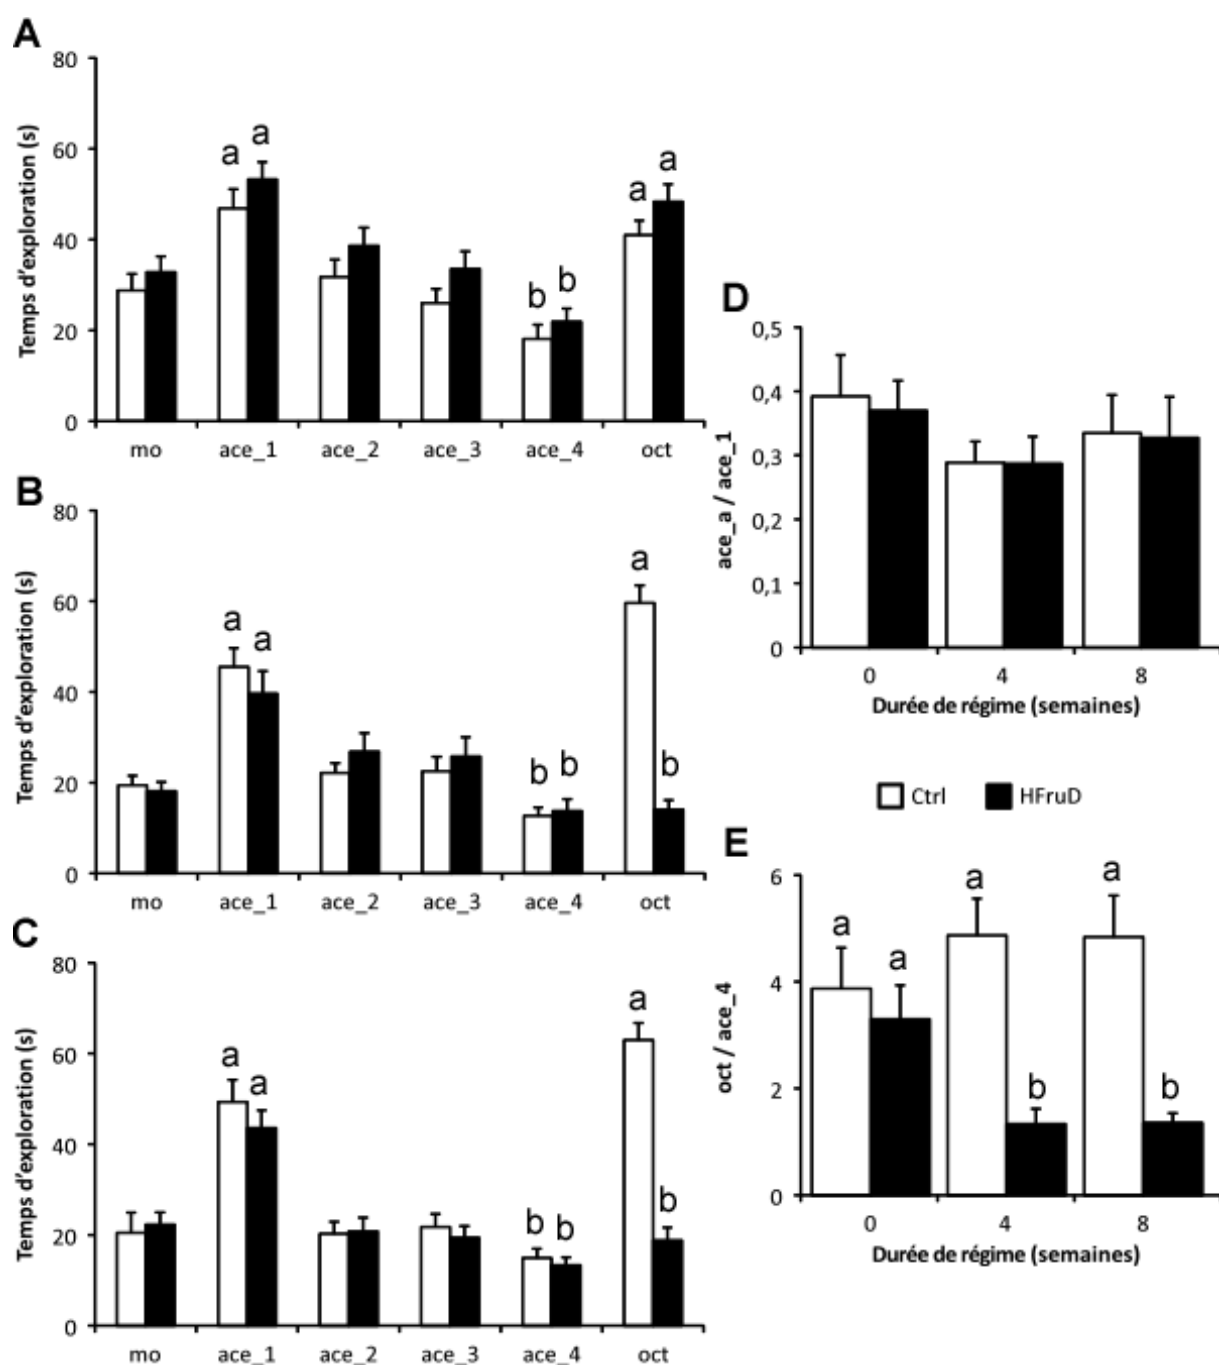 A
80
60
40
20
0
Temps d'exploration (s)
a a a a b b
mo ace_1 ace_2 ace_3 ace_4 oct
B
80
60
40
20
0
Temps d'exploration (s)
a a b b a b
mo ace_1 ace_2 ace_3 ace_4 oct
C
80
60
40
20
0
Temps d'exploration (s)
a a b b a b
mo ace_1 ace_2 ace_3 ace_4 oct
D
0,5
0,4
0,3
0,2
0,1
0
ace_a / ace_1
0 4 8
Durée de régime (semaines)
Ctrl HFruD
E
6
4
2
0
oct / ace_4
a a a b a b
0 4 8
Durée de régime (semaines)